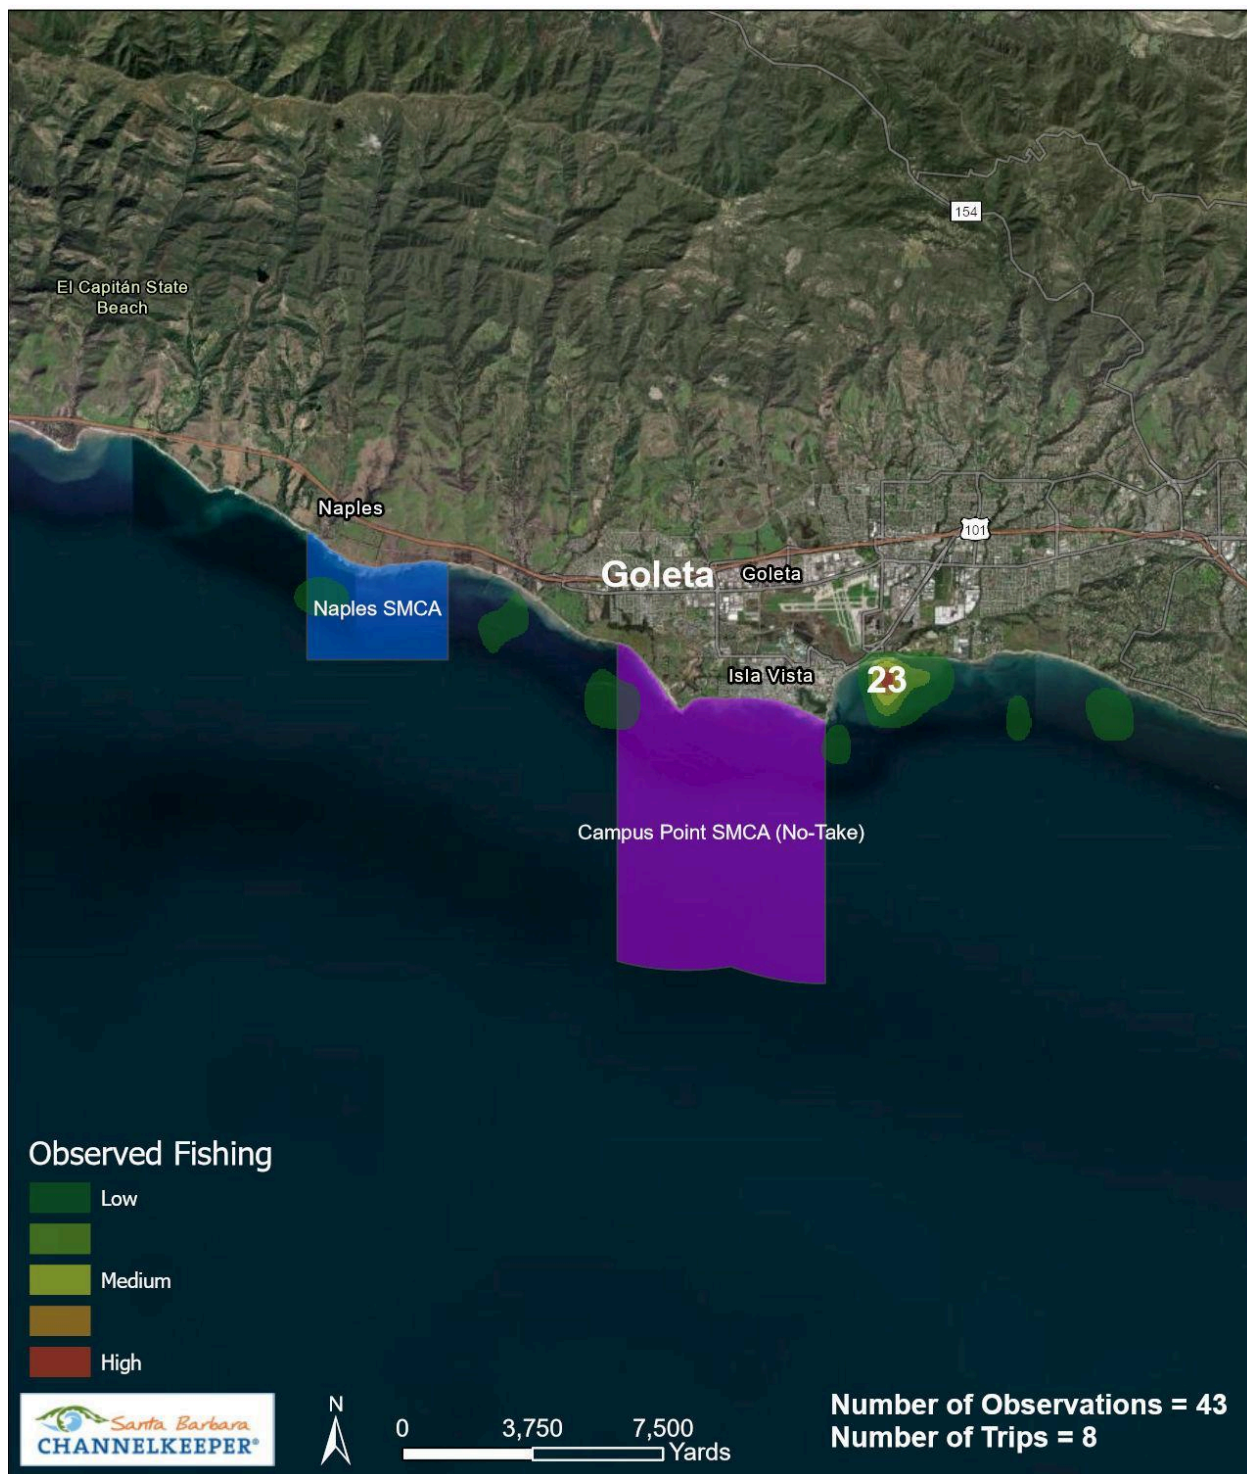 154
El Capitán State
Beach
Naples
101
Goleta
Goleta
Naples SMCA
Isla Vista
23
Campus Point SMCA (No-Take)
Observed Fishing
Low
Medium
High
Santa Barbara
CHANNELKEEPER®
N
0 3,750 7,500
Yards
Number of Observations = 43
Number of Trips = 8